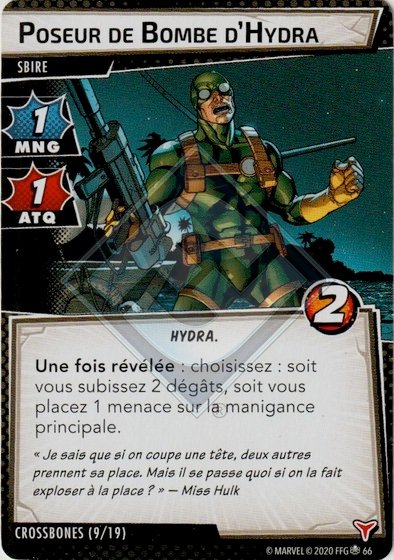 Poseur de Bombe d'Hydra
SBIRE
1
MNG
1
ATQ
2
HYDRA.
Une fois révélée : choisissez : soit
vous subissez 2 dégâts, soit vous
placez 1 menace sur la manigance
principale.
« Je sais que si on coupe une tête, deux autres
prennent sa place. Mais il se passe quoi si on la fait
exploser à la place ? » — Miss Hulk
© MARVEL © 2020 FFG 66
CROSSBONES (9/19)